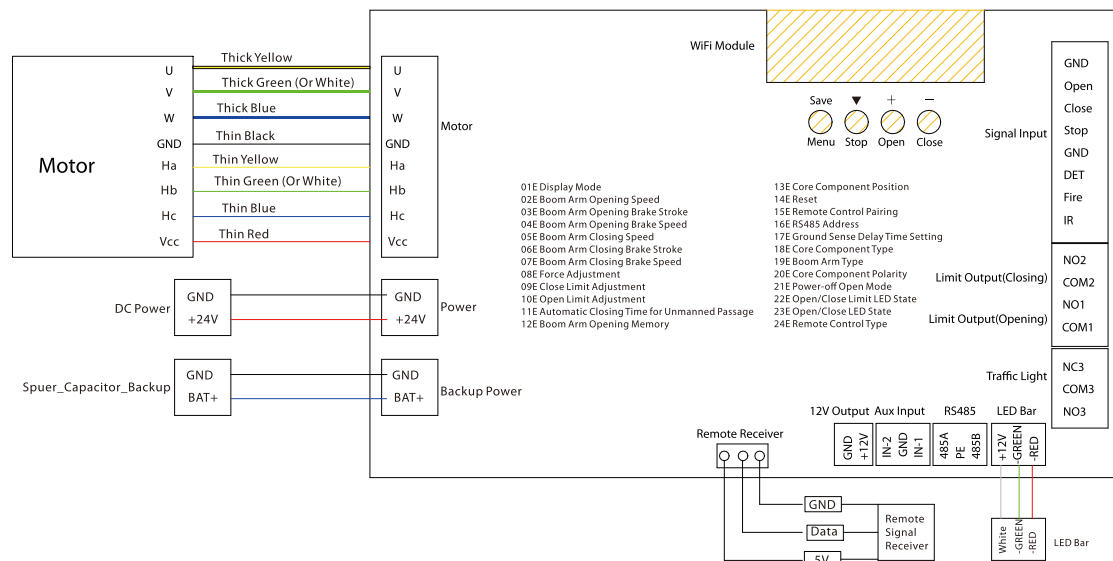 WiFi Module
Save ▼ + −
Menu Stop Open Close
Motor
U Thick Yellow U
V Thick Green (Or White) V
W Thick Blue W
GND Thin Black GND
Ha Thin Yellow Ha
Hb Thin Green (Or White) Hb
Hc Thin Blue Hc
Vcc Thin Red Vcc
Motor
DC Power
GND
+24V
GND
+24V
Power
Spuer_Capacitor_Backup
GND
BAT+
GND
BAT+
Backup Power
01E Display Mode
02E Boom Arm Opening Speed
03E Boom Arm Opening Brake Stroke
04E Boom Arm Opening Brake Speed
05E Boom Arm Closing Speed
06E Boom Arm Closing Brake Stroke
07E Boom Arm Closing Brake Speed
08E Force Adjustment
09E Close Limit Adjustment
10E Open Limit Adjustment
11E Automatic Closing Time for Unmanned Passage
12E Boom Arm Opening Memory
13E Core Component Position
14E Reset
15E Remote Control Pairing
16E RS485 Address
17E Ground Sense Delay Time Setting
18E Core Component Type
19E Boom Arm Type
20E Core Component Polarity
21E Power-off Open Mode
22E Open/Close Limit LED State
23E Open/Close LED State
24E Remote Control Type
Signal Input
GND
Open
Close
Stop
GND
DET
Fire
IR
Limit Output(Closing)
NO2
COM2
Limit Output(Opening)
NO1
COM1
Traffic Light
NC3
COM3
NO3
12V Output
GND
+12V
Aux Input
IN-2
GND
IN-1
RS485
485A
PE
485B
LED Bar
+12V
-GREEN
-RED
White
-GREEN
-RED
LED Bar
Remote Receiver
GND
Data
5V
Remote
Signal
Receiver